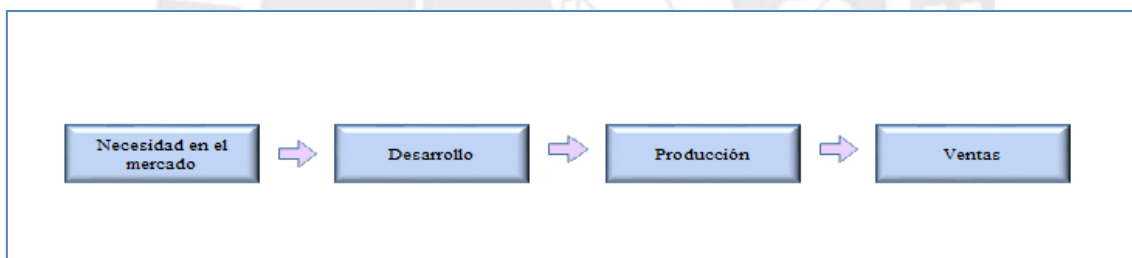 Necesidad en el
mercado
Desarrollo
Producción
Ventas